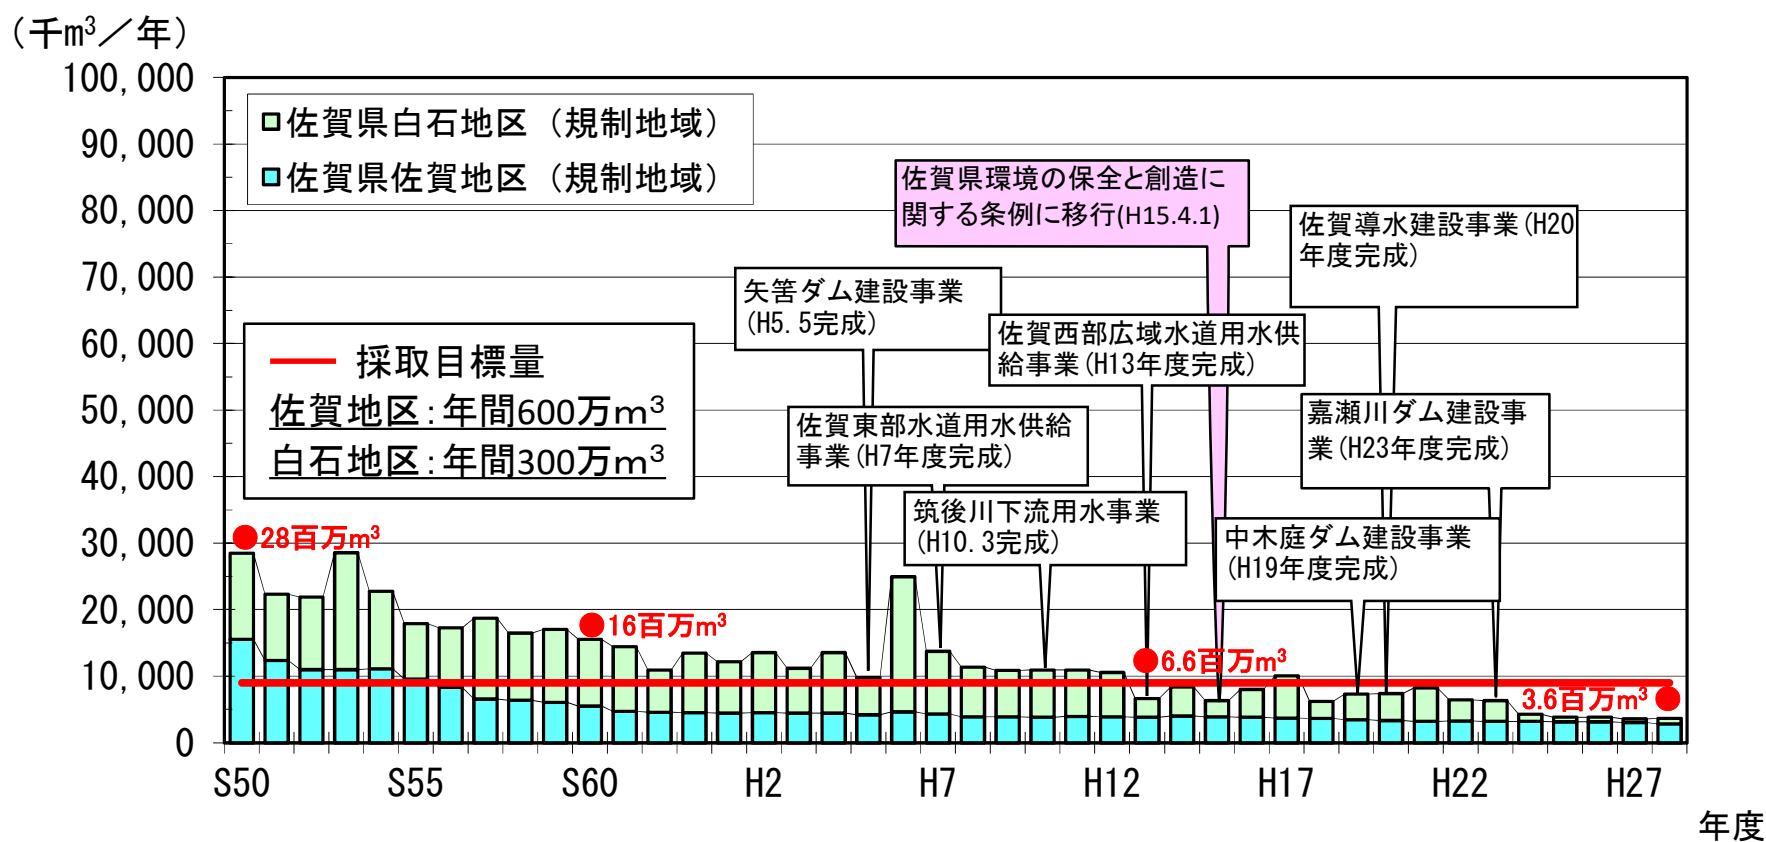 (千m³／年)
100,000
90,000
80,000
70,000
60,000
50,000
40,000
30,000
20,000
10,000
0
佐賀県白石地区（規制地域）
佐賀県佐賀地区（規制地域）
採取目標量
佐賀地区：年間600万m³
白石地区：年間300万m³
佐賀県環境の保全と創造に
関する条例に移行(H15.4.1)
佐賀導水建設事業(H20
年度完成)
矢筈ダム建設事業
(H5.5完成)
佐賀西部広域水道用水供
給事業(H13年度完成)
佐賀東部水道用水供給
事業(H7年度完成)
嘉瀬川ダム建設事
業(H23年度完成)
筑後川下流用水事業
(H10.3完成)
中木庭ダム建設事業
(H19年度完成)
28百万m³
16百万m³
6.6百万m³
3.6百万m³
S50
S55
S60
H2
H7
H12
H17
H22
H27
年度